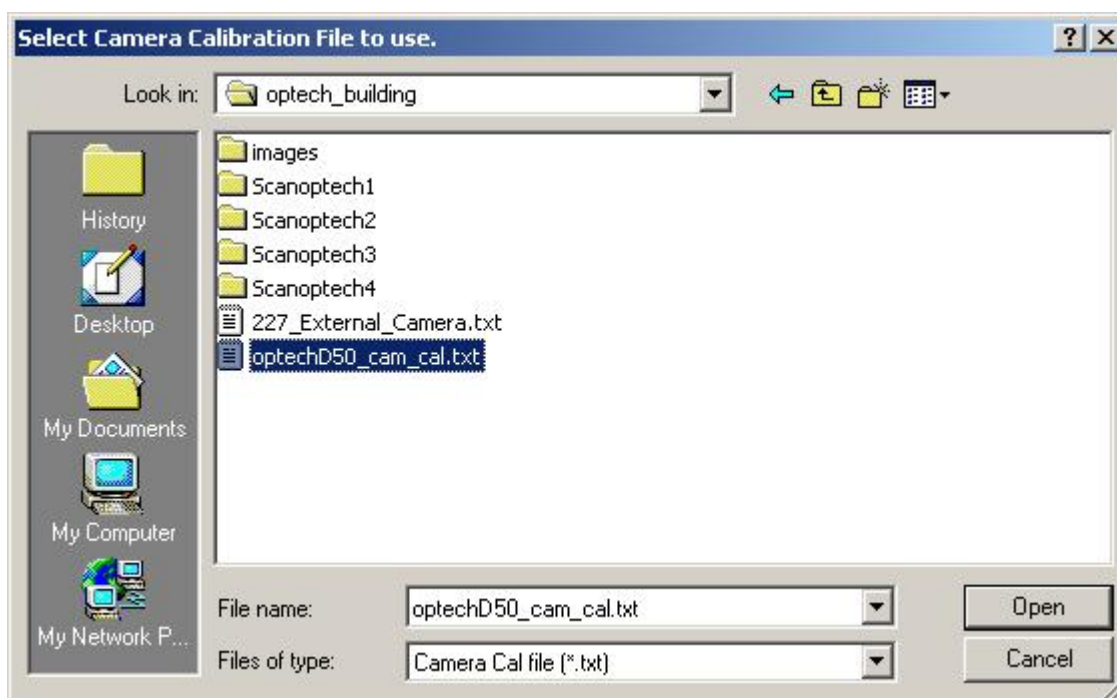 Select Camera Calibration File to use.
Look in: optech_building
History
Desktop
My Documents
My Computer
My Network P...
images
Scanoptech1
Scanoptech2
Scanoptech3
Scanoptech4
227_External_Camera.txt
optechD50_cam_cal.txt
File name: optechD50_cam_cal.txt Open
Files of type: Camera Cal file (*.txt) Cancel